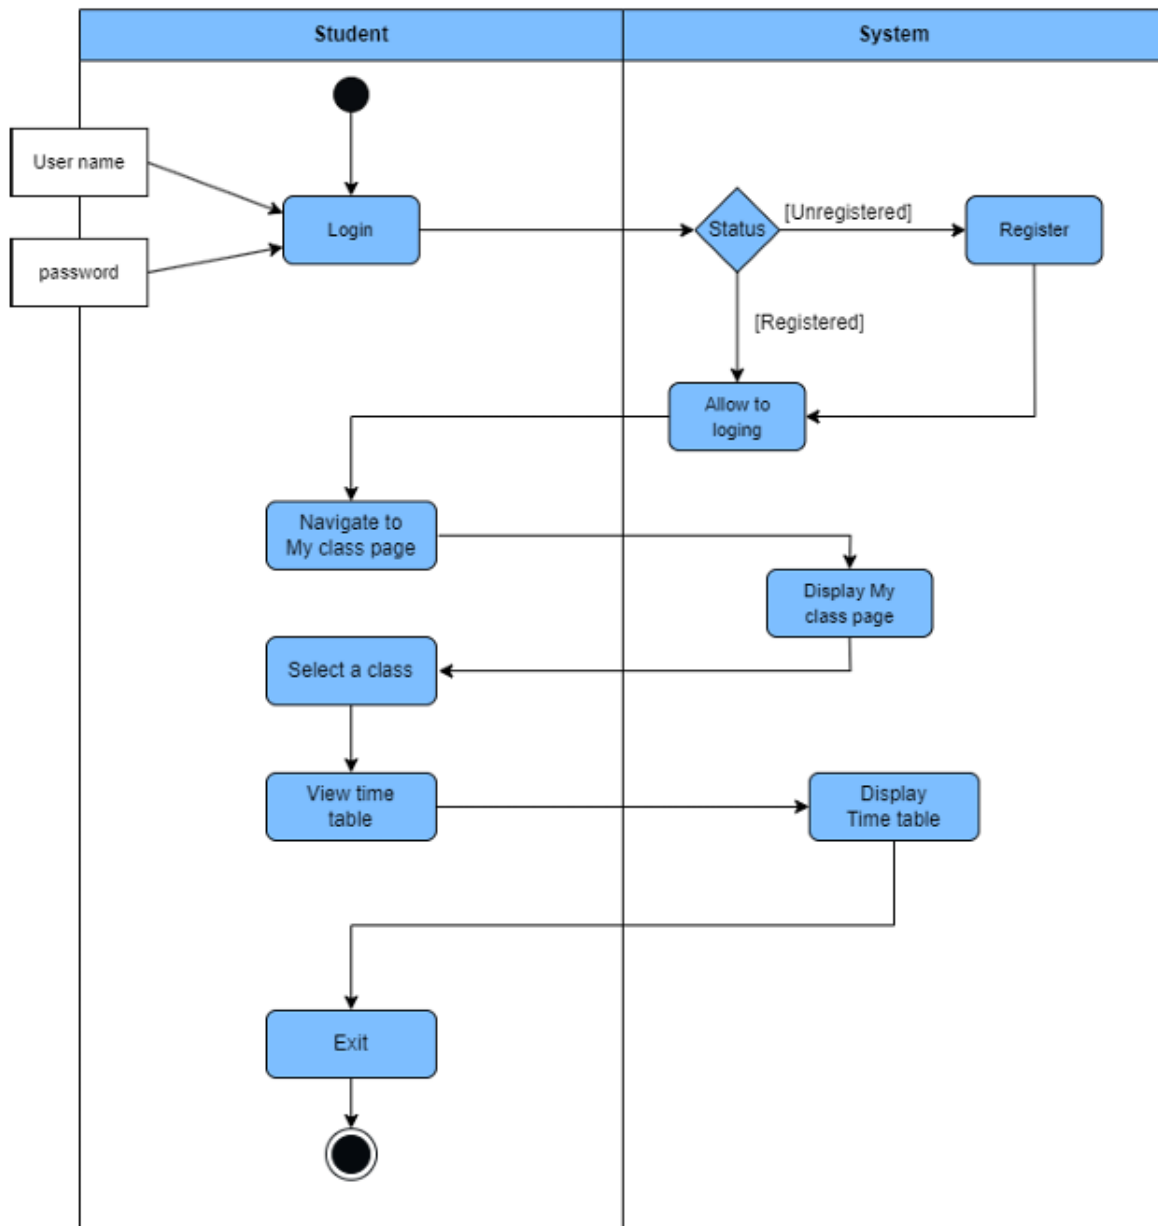 Student
System
User name
Login
Status
[Unregistered]
Register
password
[Registered]
Allow to
loging
Navigate to
My class page
Display My
class page
Select a class
View time
table
Display
Time table
Exit